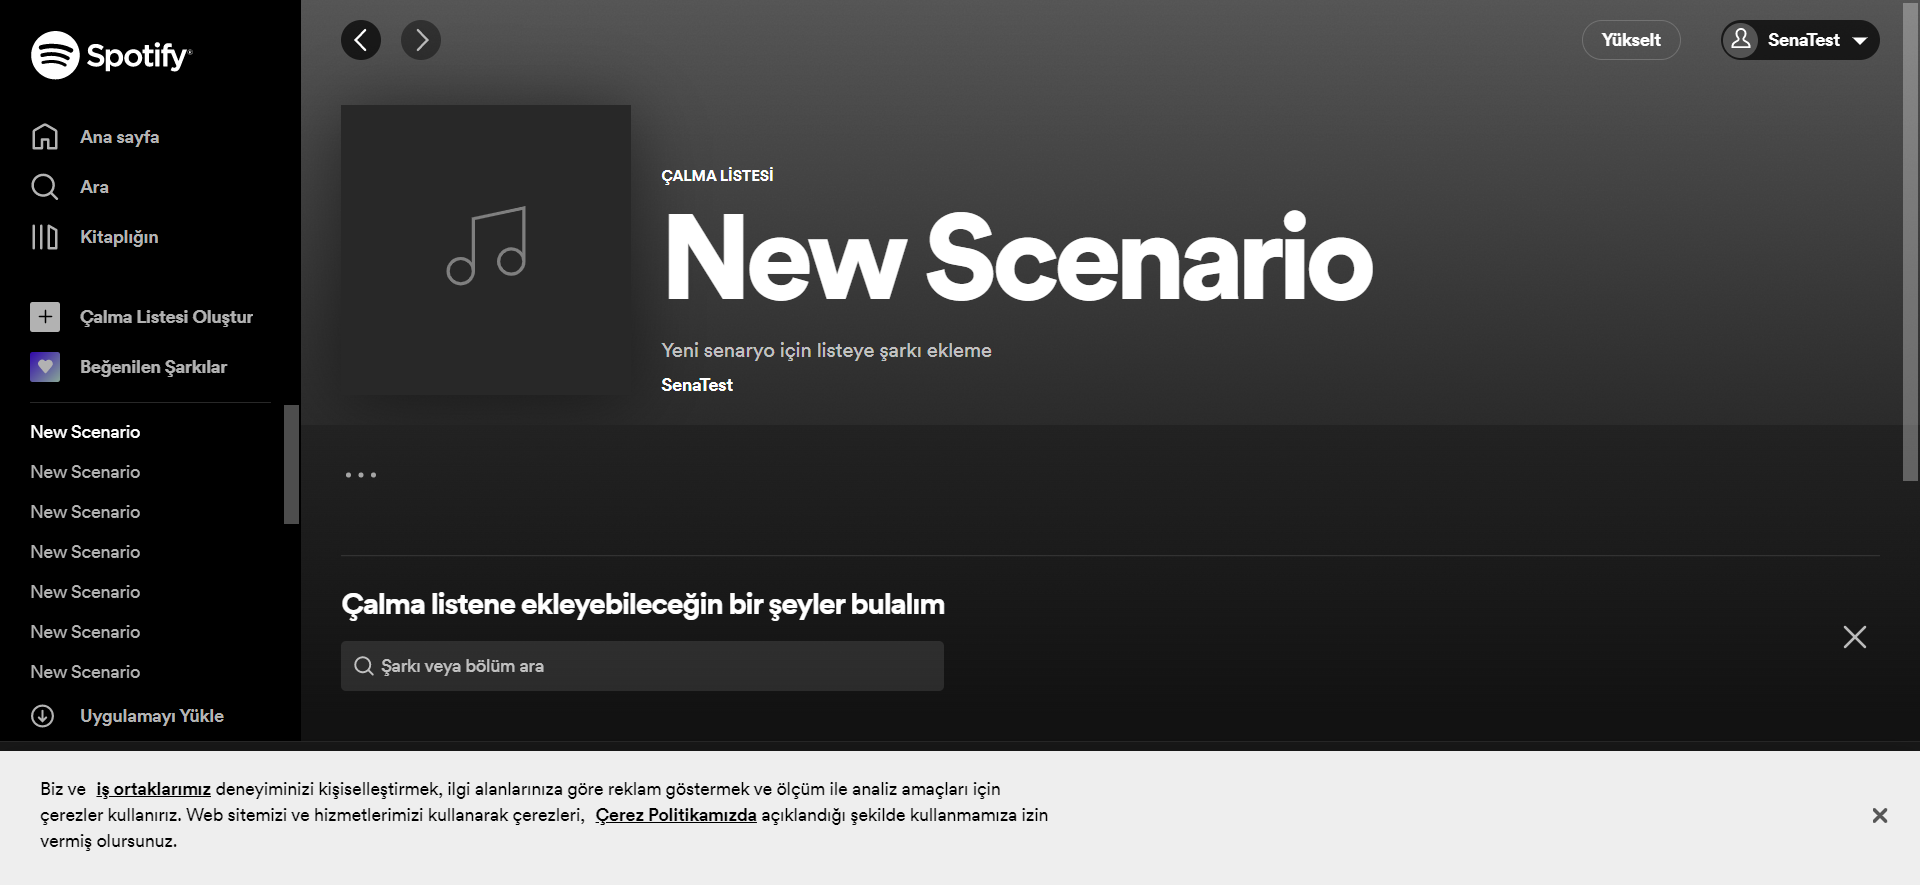 Spotify
Ana sayfa
Ara
Kitaplığın
Çalma Listesi Oluştur
Beğenilen Şarkılar
New Scenario
New Scenario
New Scenario
New Scenario
New Scenario
New Scenario
New Scenario
Uygulamayı Yükle
Yükselt
SenaTest
ÇALMA LİSTESİ
New Scenario
Yeni senaryo için listeye şarkı ekleme
SenaTest
Çalma listene ekleyebileceğin bir şeyler bulalım
Şarkı veya bölüm ara
Biz ve iş ortaklarımız deneyiminizi kişiselleştirmek, ilgi alanlarınıza göre reklam göstermek ve ölçüm ile analiz amaçları için
çerezler kullanırız. Web sitemizi ve hizmetlerimizi kullanarak çerezleri, Çerez Politikamızda açıklandığı şekilde kullanmamıza izin
vermiş olursunuz.